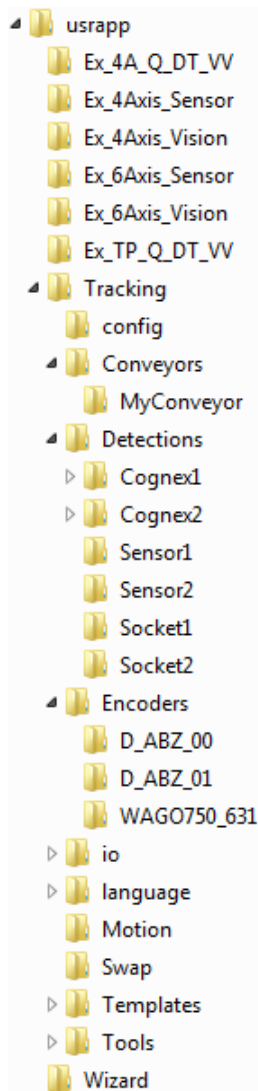 usrapp
Ex_4A_Q_DT_VV
Ex_4Axis_Sensor
Ex_4Axis_Vision
Ex_6Axis_Sensor
Ex_6Axis_Vision
Ex_TP_Q_DT_VV
Tracking
config
Conveyors
MyConveyor
Detections
Cognex1
Cognex2
Sensor1
Sensor2
Socket1
Socket2
Encoders
D_ABZ_00
D_ABZ_01
WAGO750_631
io
language
Motion
Swap
Templates
Tools
Wizard